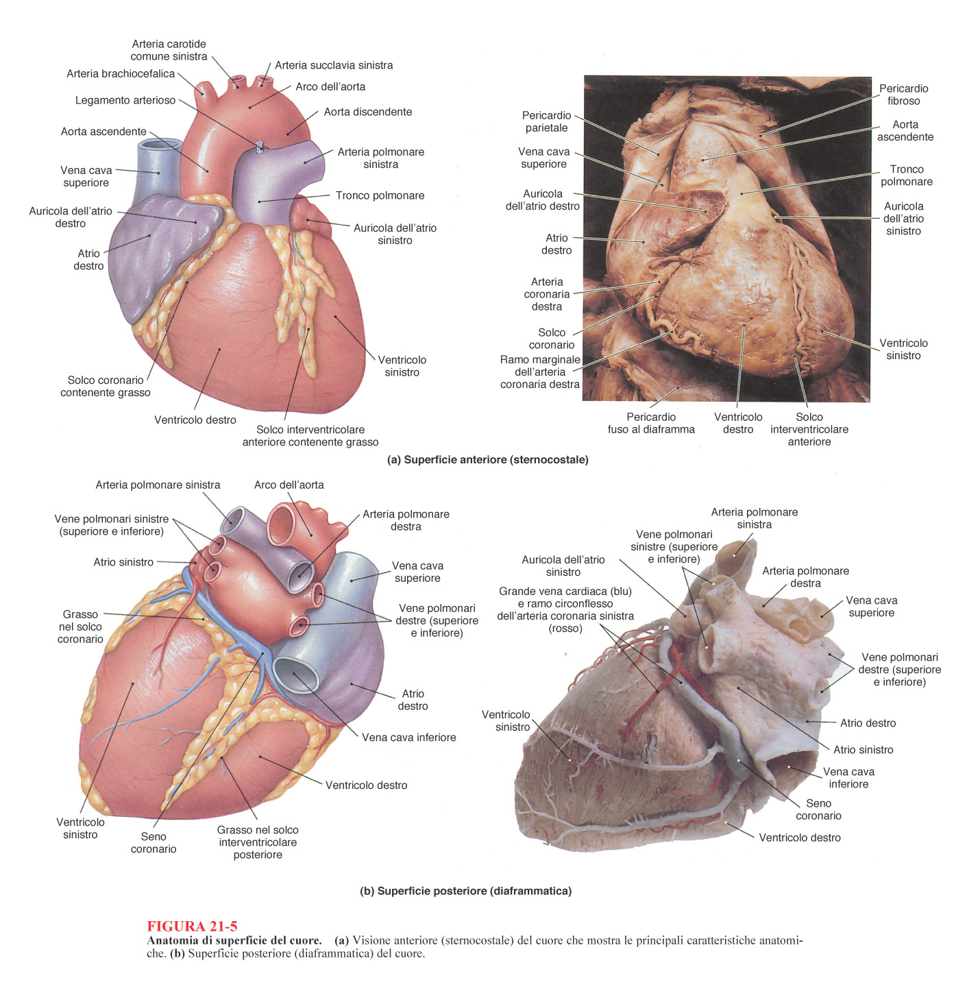 Arteria carotide
comune sinistra
Arteria brachiocefalica
Arteria succlavia sinistra
Arco dell'aorta
Legamento arterioso
Aorta discendente
Aorta ascendente
Arteria polmonare
sinistra
Vena cava
superiore
Tronco polmonare
Auricola dell'atrio
destro
Auricola dell'atrio
sinistro
Atrio
destro
Ventricolo
sinistro
Solco coronario
contenente grasso
Ventricolo destro
Solco interventricolare
anteriore contenente grasso
Pericardio
fibroso
Pericardio
parietale
Aorta
ascendente
Vena cava
superiore
Tronco
polmonare
Auricola
dell'atrio destro
Auricola
dell'atrio
sinistro
Atrio
destro
Arteria
coronaria
destra
Solco
coronario
Ventricolo
sinistro
Ramo marginale
dell'arteria
coronaria destra
Pericardio
fuso al diaframma
Ventricolo
destro
Solco
interventricolare
anteriore
(a) Superficie anteriore (sternocostale)
Arteria polmonare sinistra
Arco dell'aorta
Vene polmonari sinistre
(superiore e inferiore)
Arteria polmonare
destra
Atrio sinistro
Vena cava
superiore
Grasso
nel solco
coronario
Vene polmonari
destre (superiore
e inferiore)
Atrio
destro
Vena cava inferiore
Ventricolo destro
Ventricolo
sinistro
Seno
coronario
Grasso nel solco
interventricolare
posteriore
Arteria polmonare
sinistra
Vene polmonari
sinistre (superiore
e inferiore)
Auricola dell'atrio
sinistro
Arteria polmonare
destra
Grande vena cardiaca (blu)
e ramo circonflesso
dell'arteria coronaria sinistra
(rosso)
Vena cava
superiore
Vene polmonari
destre (superiore
e inferiore)
Ventricolo
sinistro
Atrio destro
Atrio sinistro
Vena cava
inferiore
Seno
coronario
Ventricolo destro
(b) Superficie posteriore (diaframmatica)
FIGURA 21-5
Anatomia di superficie del cuore. (a) Visione anteriore (sternocostale) del cuore che mostra le principali caratteristiche anatomi-
che. (b) Superficie posteriore (diaframmatica) del cuore.